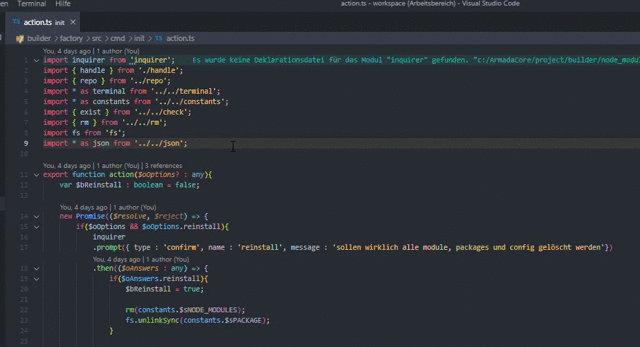 Terminal Hilfe
action.ts - workspace (Arbeitsbereich) - Visual Studio Code
TS action.ts init ×
builder > factory > src > cmd > init > TS action.ts
You, 4 days ago | 1 author (You)
1 import inquirer from 'inquirer'; Es wurde keine Deklarationsdatei für das Modul "inquirer" gefunden. "c:/ArmadaCore/project/builder/node_modu
2 import { handle } from './handle';
3 import { repo } from '../repo';
4 import * as terminal from '../../terminal';
5 import * as constants from '../../constants';
6 import { exist } from '../../check';
7 import { rm } from '../../rm';
8 import fs from 'fs';
9 import * as json from '../../json';
10
You, 4 days ago | 1 author (You) | 3 references
11 export function action($oOptions? : any){
12 var $bReinstall : boolean = false;
13
You, 4 days ago | 1 author (You)
14 new Promise(($resolve, $reject) => {
15 if($oOptions && $oOptions.reinstall){
16 inquirer
17 .prompt({ type : 'confirm', name : 'reinstall', message : 'sollen wirklich alle module, packages und config gelöscht werden'})
You, 4 days ago | 1 author (You)
18 .then(($oAnswers : any) => {
19 if($oAnswers.reinstall){
20 $bReinstall = true;
21
22 rm(constants.$sNODE_MODULES);
23 fs.unlinkSync(constants.$sPACKAGE);
24 }
25